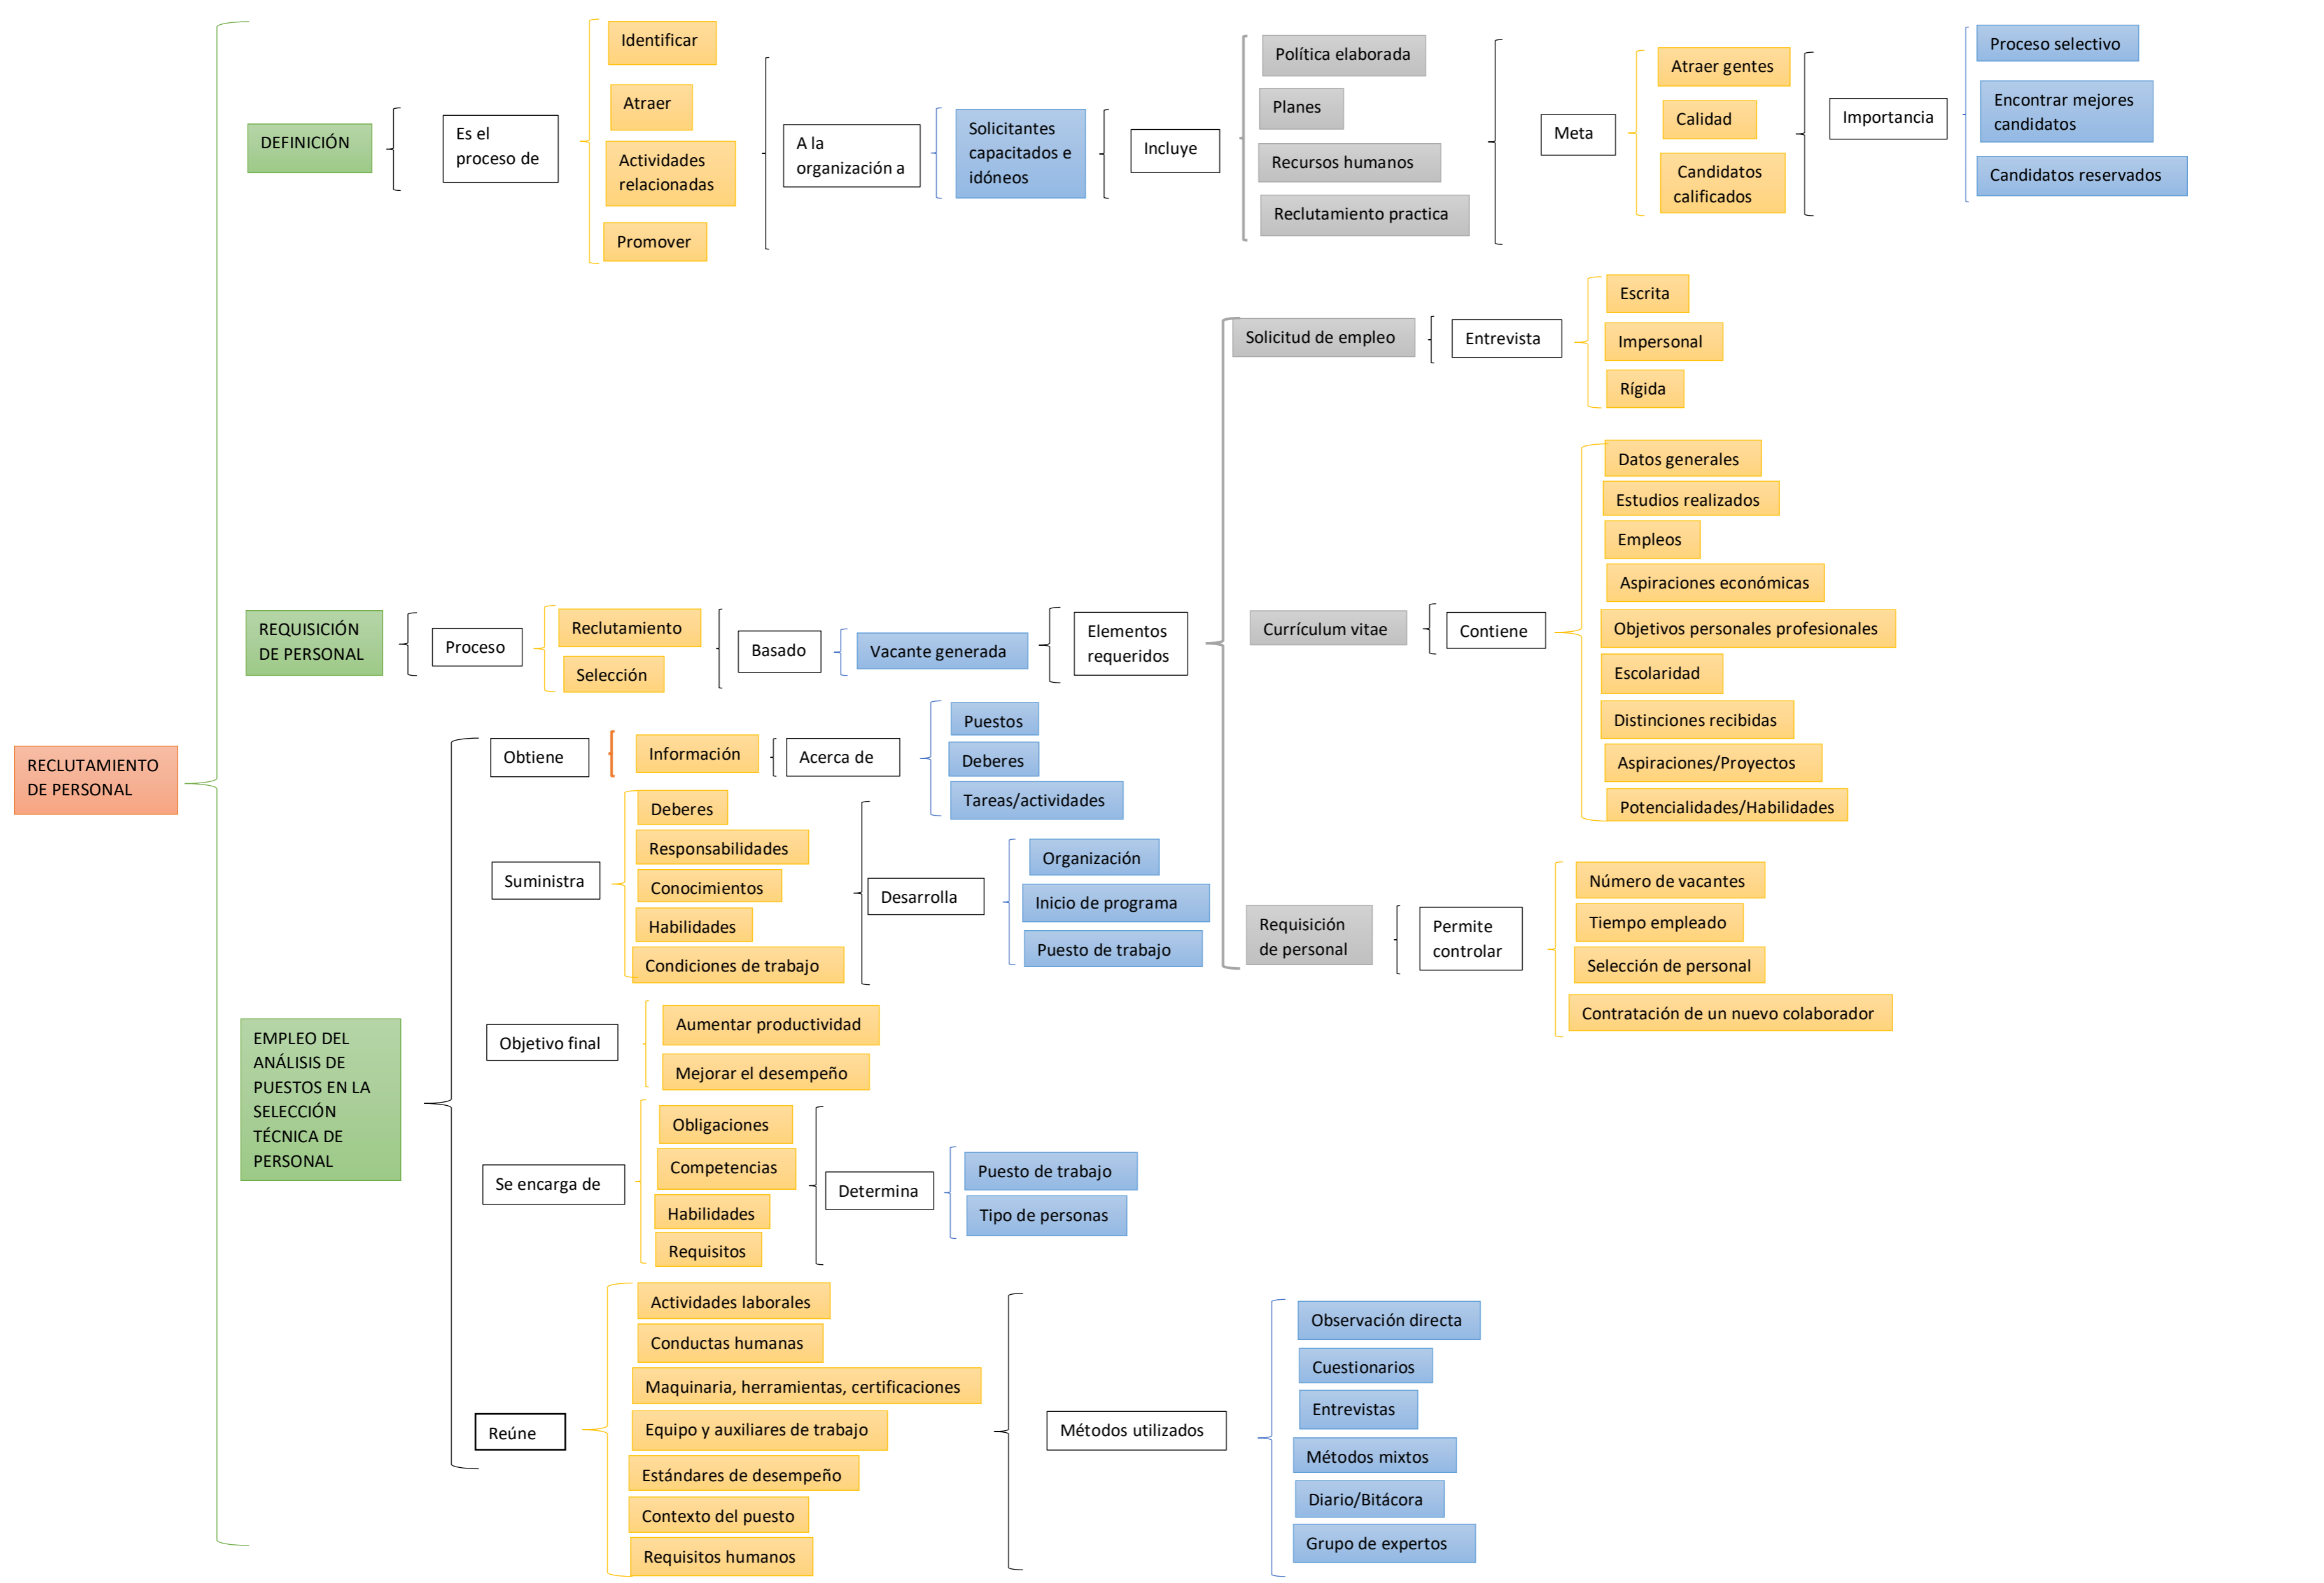 RECLUTAMIENTO
DE PERSONAL
DEFINICIÓN
Es el
proceso de
Identificar
Atraer
Actividades
relacionadas
Promover
A la
organización a
Solicitantes
capacitados e
idóneos
Incluye
Política elaborada
Planes
Recursos humanos
Reclutamiento practica
Meta
Atraer gentes
Calidad
Candidatos
calificados
Importancia
Proceso selectivo
Encontrar mejores
candidatos
Candidatos reservados
REQUISICIÓN
DE PERSONAL
Proceso
Reclutamiento
Selección
Basado
Vacante generada
Elementos
requeridos
Solicitud de empleo
Entrevista
Escrita
Impersonal
Rígida
Currículum vitae
Contiene
Datos generales
Estudios realizados
Empleos
Aspiraciones económicas
Objetivos personales profesionales
Escolaridad
Distinciones recibidas
Aspiraciones/Proyectos
Potencialidades/Habilidades
Requisición
de personal
Permite
controlar
Número de vacantes
Tiempo empleado
Selección de personal
Contratación de un nuevo colaborador
EMPLEO DEL
ANÁLISIS DE
PUESTOS EN LA
SELECCIÓN
TÉCNICA DE
PERSONAL
Obtiene
Información
Acerca de
Puestos
Deberes
Tareas/actividades
Suministra
Deberes
Responsabilidades
Conocimientos
Habilidades
Condiciones de trabajo
Desarrolla
Organización
Inicio de programa
Puesto de trabajo
Objetivo final
Aumentar productividad
Mejorar el desempeño
Se encarga de
Obligaciones
Competencias
Habilidades
Requisitos
Determina
Puesto de trabajo
Tipo de personas
Reúne
Actividades laborales
Conductas humanas
Maquinaria, herramientas, certificaciones
Equipo y auxiliares de trabajo
Estándares de desempeño
Contexto del puesto
Requisitos humanos
Métodos utilizados
Observación directa
Cuestionarios
Entrevistas
Métodos mixtos
Diario/Bitácora
Grupo de expertos